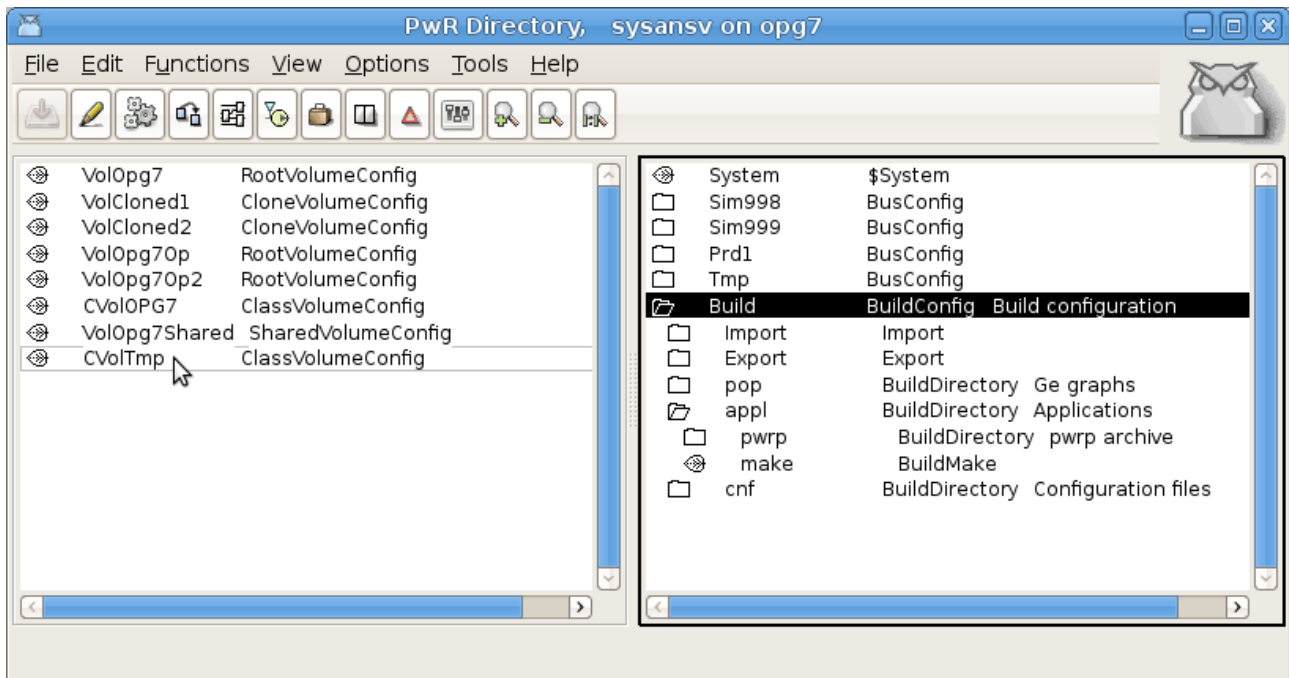 PwR Directory, sysansv on opg7
File Edit Functions View Options Tools Help
VolOpg7 RootVolumeConfig
VolCloned1 CloneVolumeConfig
VolCloned2 CloneVolumeConfig
VolOpg7Op RootVolumeConfig
VolOpg7Op2 RootVolumeConfig
CVolOPG7 ClassVolumeConfig
VolOpg7Shared SharedVolumeConfig
CVolTmp ClassVolumeConfig
System $System
Sim998 BusConfig
Sim999 BusConfig
Prd1 BusConfig
Tmp BusConfig
Build BuildConfig Build configuration
Import Import
Export Export
pop BuildDirectory Ge graphs
appl BuildDirectory Applications
pwrp BuildDirectory pwrp archive
make BuildMake
cnf BuildDirectory Configuration files